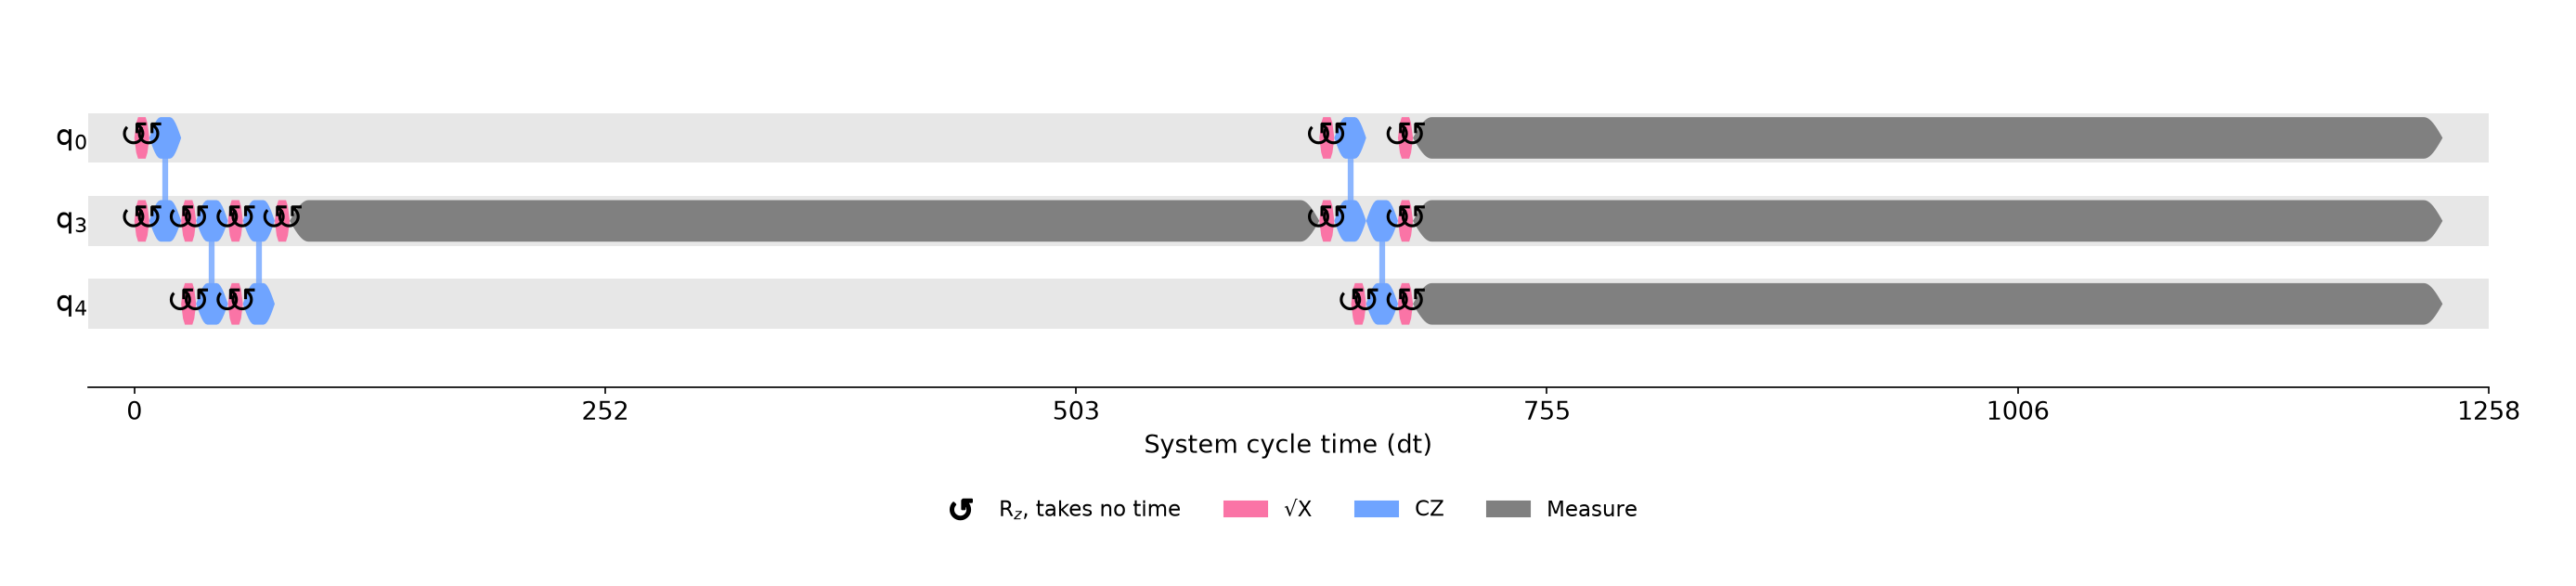 q0
q3
q4
0 252 503 755 1006 1258
System cycle time (dt)
Rz, takes no time √X CZ Measure